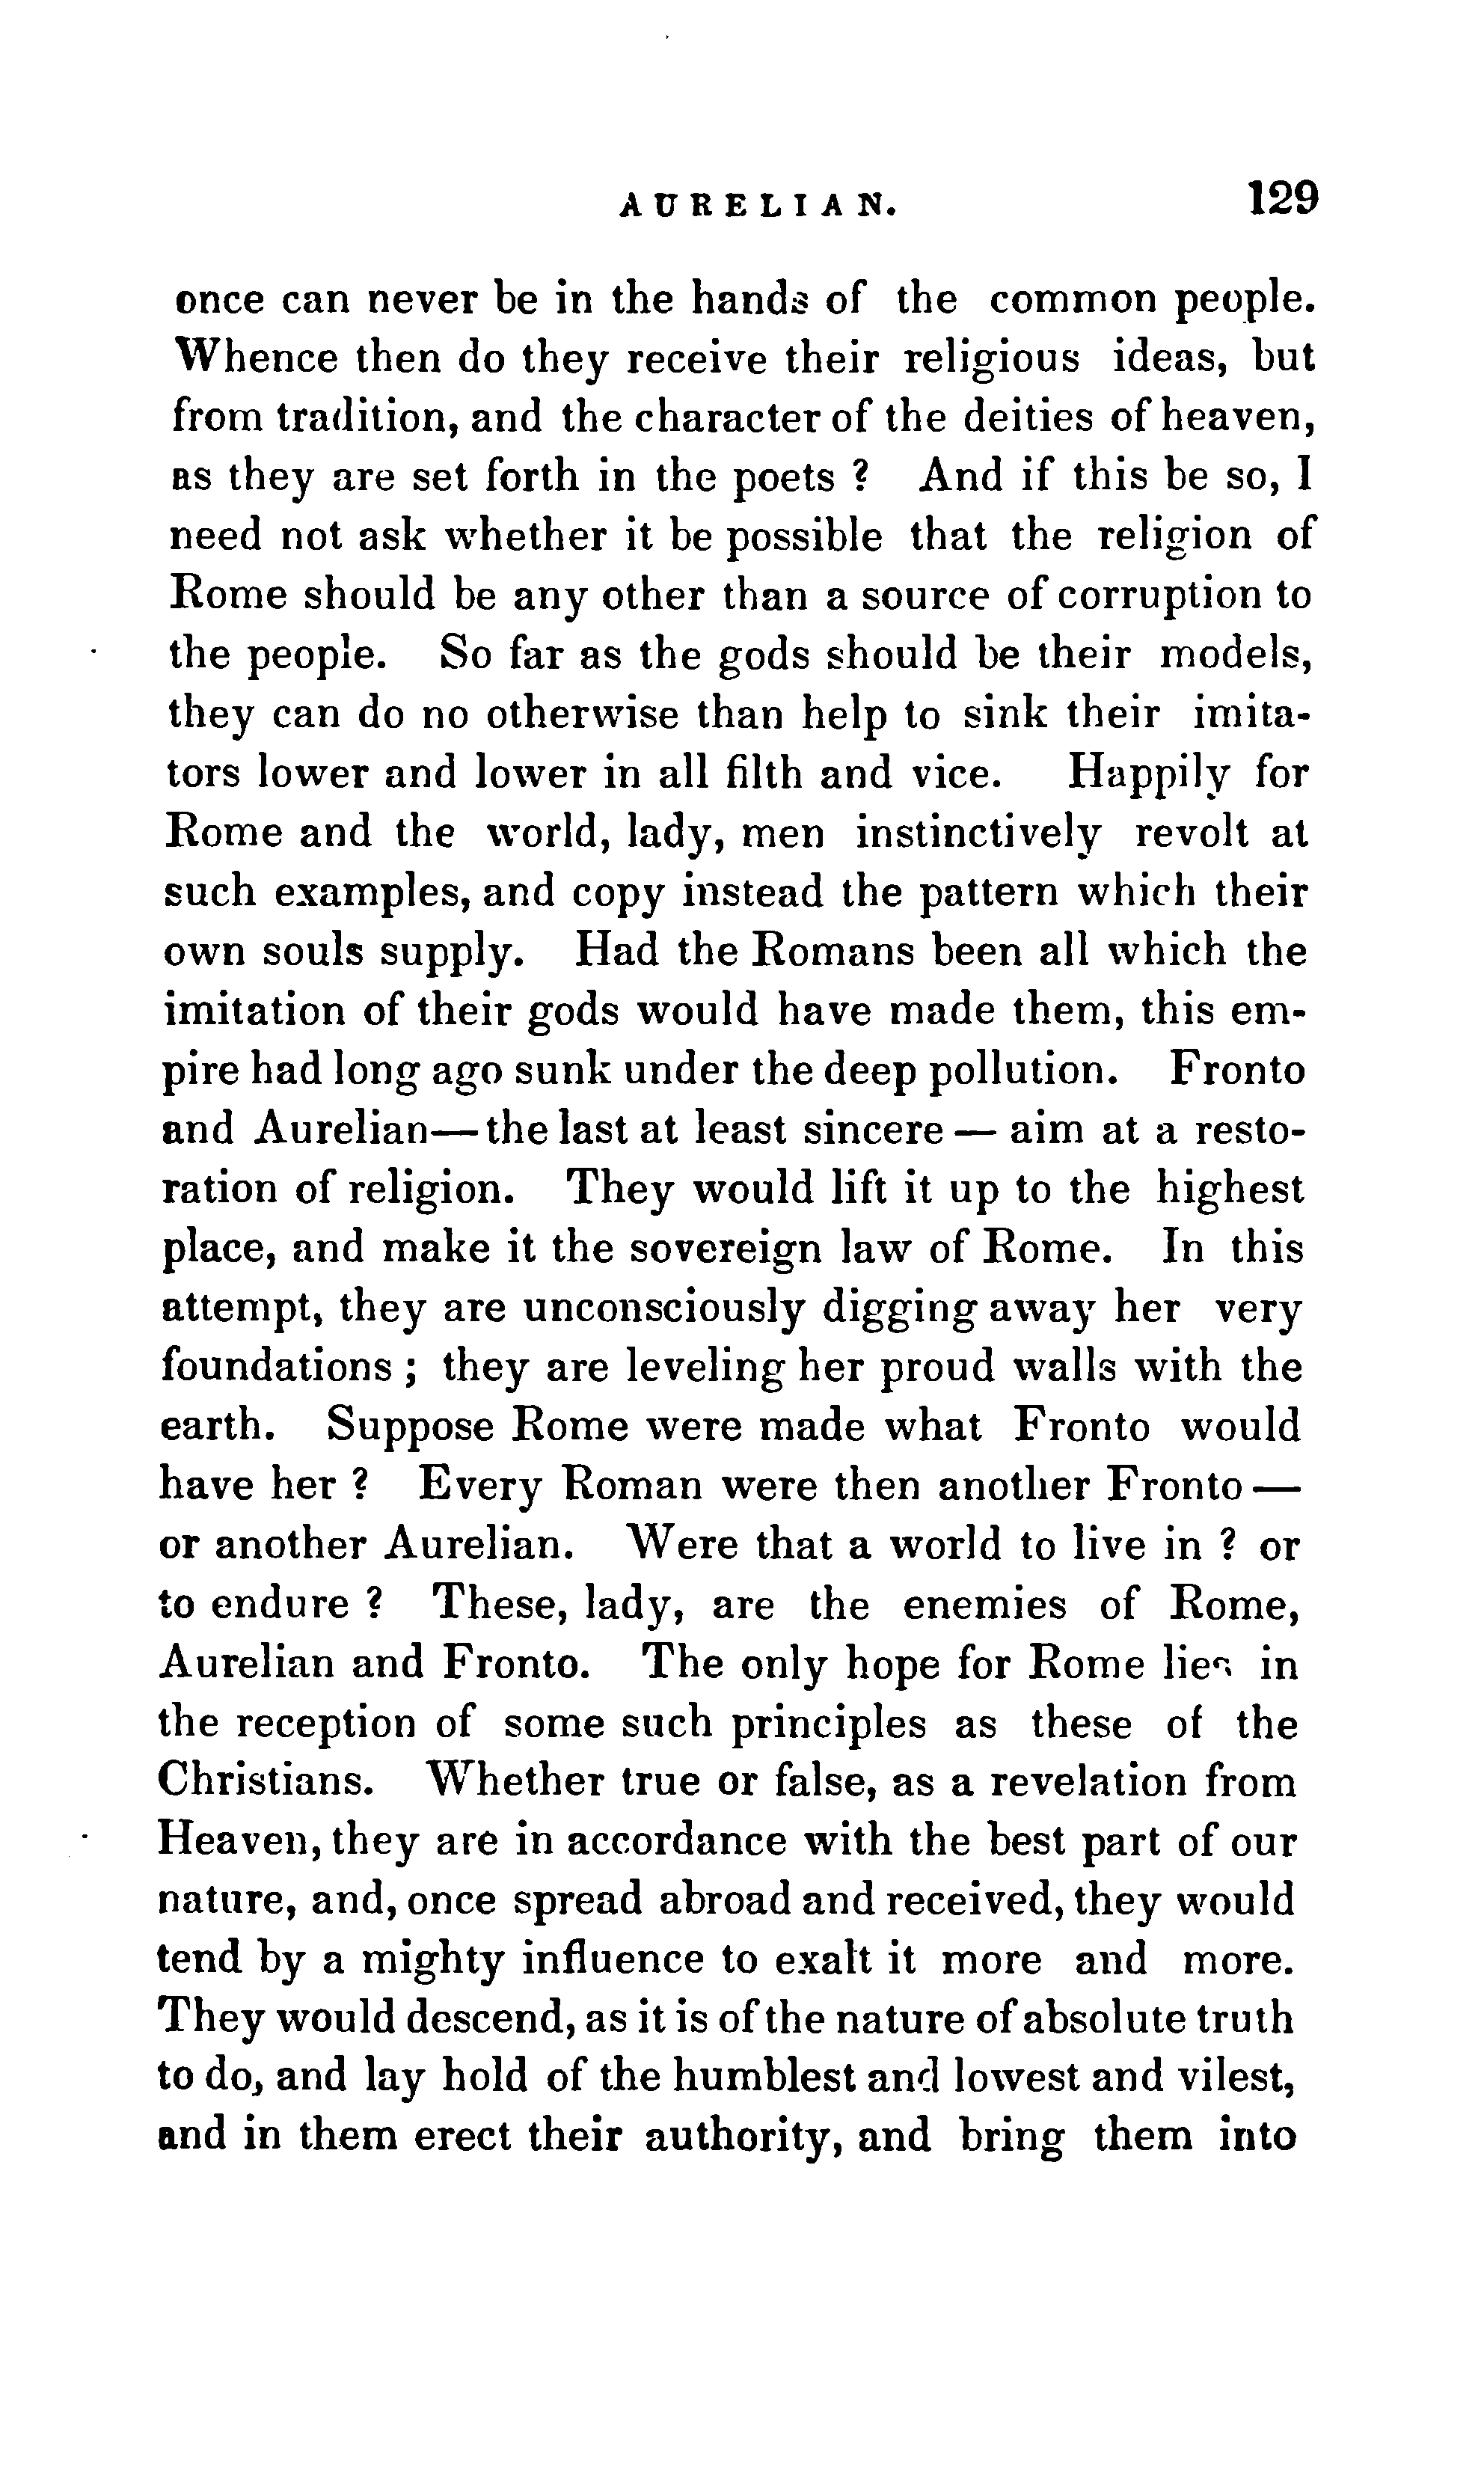 AURELIAN. 129
once can never be in the hands of the common people.
Whence then do they receive their religious ideas, but
from tradition, and the character of the deities of heaven,
as they are set forth in the poets ? And if this be so, I
need not ask whether it be possible that the religion of
Rome should be any other than a source of corruption to
the people. So far as the gods should be their models,
they can do no otherwise than help to sink their imita-
tors lower and lower in all filth and vice. Happily for
Rome and the world, lady, men instinctively revolt at
such examples, and copy instead the pattern which their
own souls supply. Had the Romans been all which the
imitation of their gods would have made them, this em-
pire had long ago sunk under the deep pollution. Fronto
and Aurelian—the last at least sincere — aim at a resto-
ration of religion. They would lift it up to the highest
place, and make it the sovereign law of Rome. In this
attempt, they are unconsciously digging away her very
foundations ; they are leveling her proud walls with the
earth. Suppose Rome were made what Fronto would
have her ? Every Roman were then another Fronto —
or another Aurelian. Were that a world to live in ? or
to endure ? These, lady, are the enemies of Rome,
Aurelian and Fronto. The only hope for Rome lies in
the reception of some such principles as these of the
Christians. Whether true or false, as a revelation from
Heaven, they are in accordance with the best part of our
nature, and, once spread abroad and received, they would
tend by a mighty influence to exalt it more and more.
They would descend, as it is of the nature of absolute truth
to do, and lay hold of the humblest and lowest and vilest,
and in them erect their authority, and bring them into